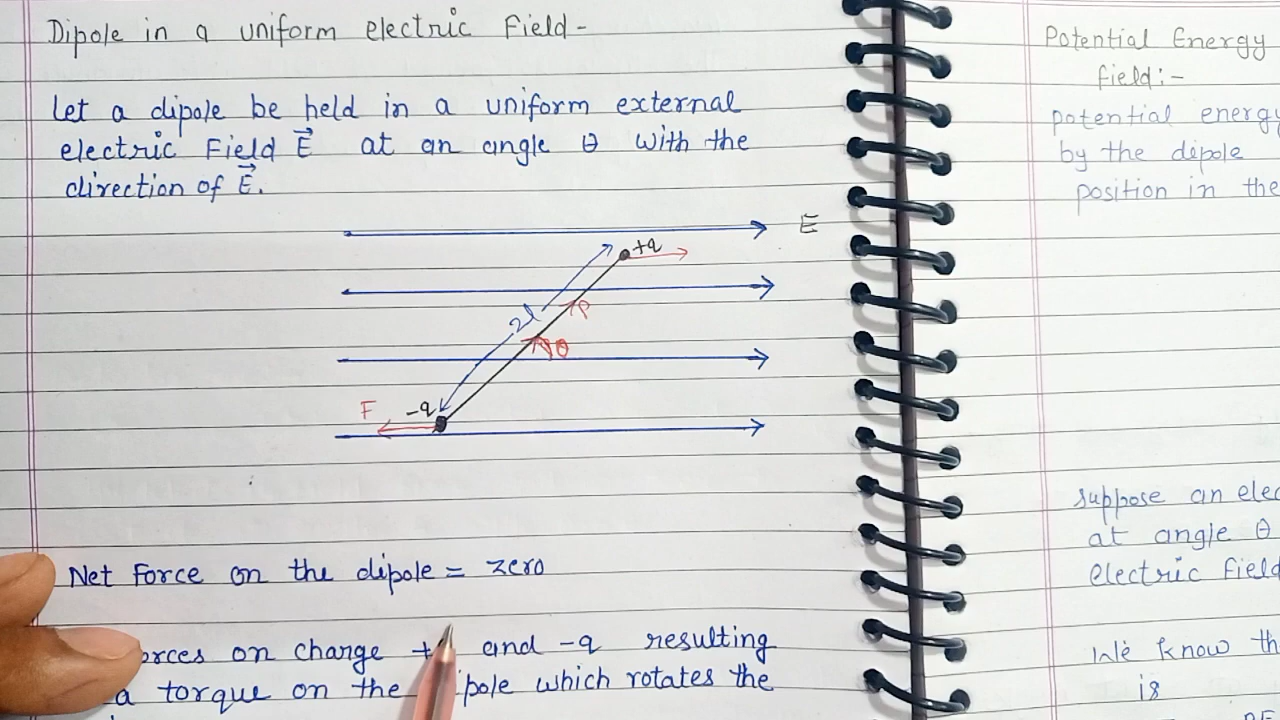 Dipole in a uniform electric Field -
Let a dipole be held in a uniform external
electric Field E⃗ at an angle θ with the
direction of E⃗.
E
+q
2l
p
θ
F
-q
Net Force on the dipole = zero
orces on charge + and -q resulting
a torque on the pole which rotates the
Potential Energy
field:-
potential energy
by the dipole
position in the
suppose an elec
at angle θ
electric field
We know th
is